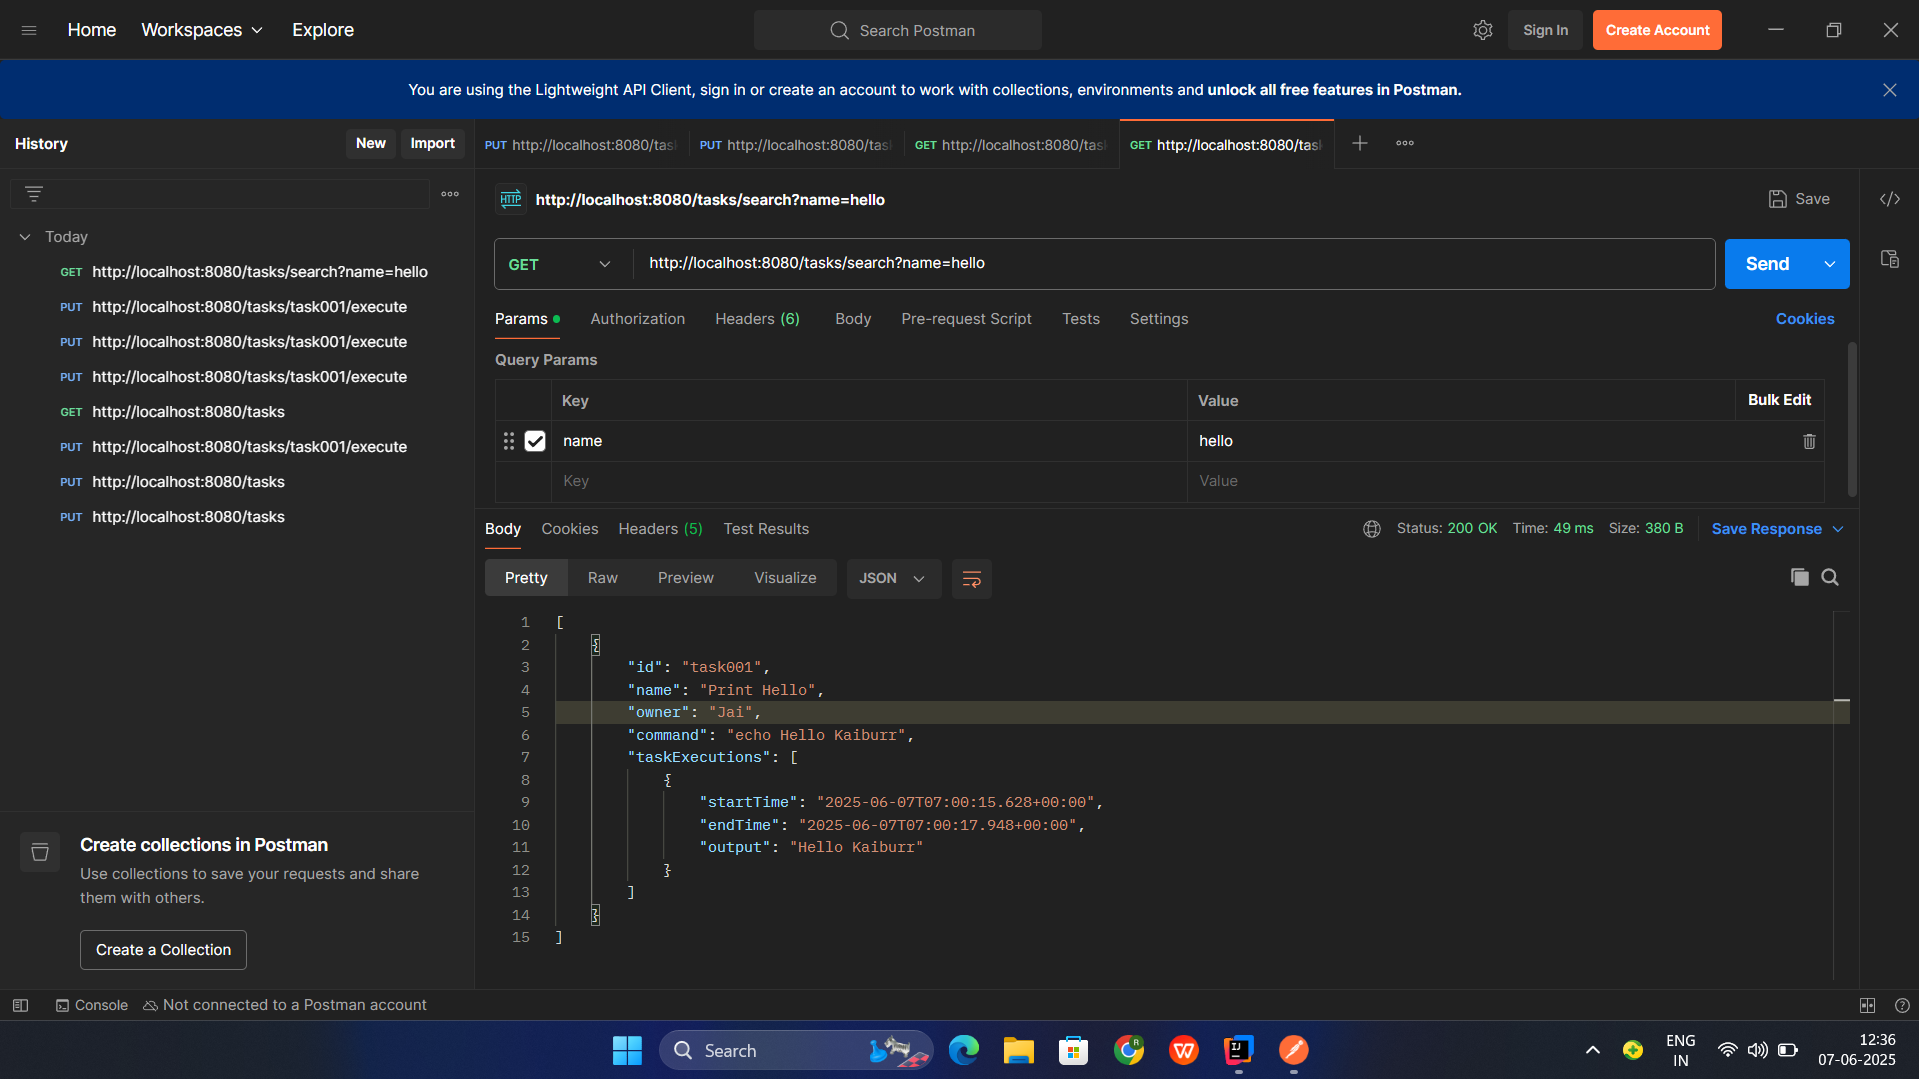 Home Workspaces Explore Search Postman Sign In Create Account
You are using the Lightweight API Client, sign in or create an account to work with collections, environments and unlock all free features in Postman.
History New Import
Today
GET http://localhost:8080/tasks/search?name=hello
PUT http://localhost:8080/tasks/task001/execute
PUT http://localhost:8080/tasks/task001/execute
PUT http://localhost:8080/tasks/task001/execute
GET http://localhost:8080/tasks
PUT http://localhost:8080/tasks/task001/execute
PUT http://localhost:8080/tasks
PUT http://localhost:8080/tasks
Create collections in Postman
Use collections to save your requests and share
them with others.
Create a Collection
PUT http://localhost:8080/tas PUT http://localhost:8080/tas GET http://localhost:8080/tas GET http://localhost:8080/tas
HTTP http://localhost:8080/tasks/search?name=hello Save
GET http://localhost:8080/tasks/search?name=hello Send
Params Authorization Headers (6) Body Pre-request Script Tests Settings Cookies
Query Params
Key Value Bulk Edit
name hello
Key Value
Body Cookies Headers (5) Test Results Status: 200 OK Time: 49 ms Size: 380 B Save Response
Pretty Raw Preview Visualize JSON
1 [
2 {
3 "id": "task001",
4 "name": "Print Hello",
5 "owner": "Jai",
6 "command": "echo Hello Kaiburr",
7 "taskExecutions": [
8 {
9 "startTime": "2025-06-07T07:00:15.628+00:00",
10 "endTime": "2025-06-07T07:00:17.948+00:00",
11 "output": "Hello Kaiburr"
12 }
13 ]
14 }
15 ]
Console Not connected to a Postman account
Search ENG 12:36
IN 07-06-2025